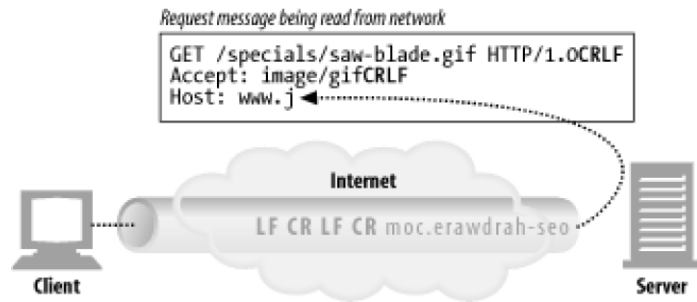 Request message being read from network
GET /specials/saw-blade.gif HTTP/1.0CRLF
Accept: image/gifCRLF
Host: www.j
Internet
LF CR LF CR moc.erawdrah-seo
Client
Server